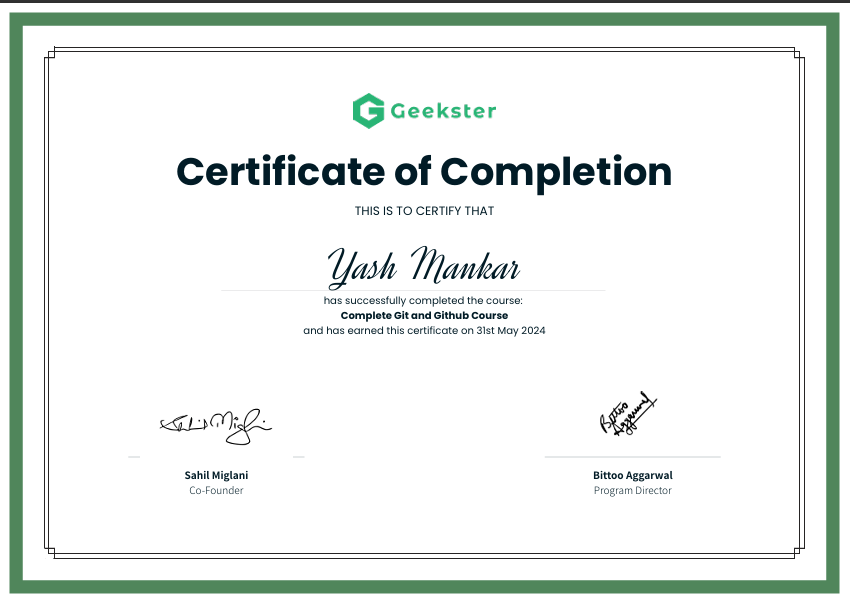 Geekster
Certificate of Completion
THIS IS TO CERTIFY THAT
Yash Mankar
has successfully completed the course:
Complete Git and Github Course
and has earned this certificate on 31st May 2024
Sahil Miglani
Bittoo
Aggarwal
Sahil Miglani
Co-Founder
Bittoo Aggarwal
Program Director